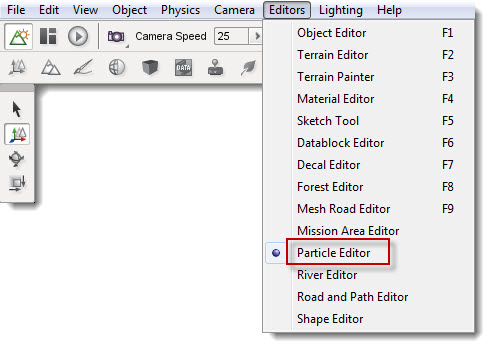 File Edit View Object Physics Camera Editors Lighting Help
Camera Speed 25
DATA
Object Editor F1
Terrain Editor F2
Terrain Painter F3
Material Editor F4
Sketch Tool F5
Datablock Editor F6
Decal Editor F7
Forest Editor F8
Mesh Road Editor F9
Mission Area Editor
Particle Editor
River Editor
Road and Path Editor
Shape Editor